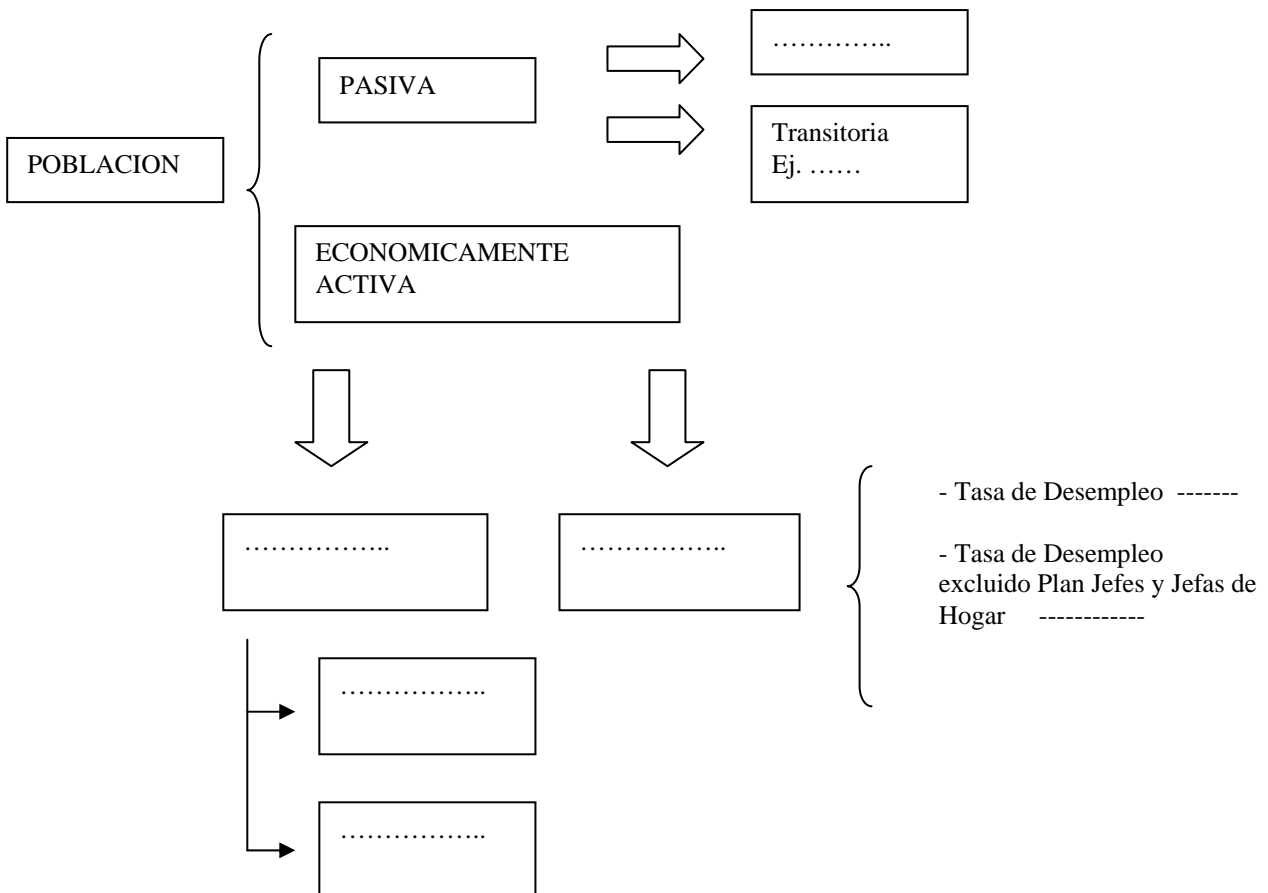 …………..
PASIVA
Transitoria
Ej. ……
POBLACION
ECONOMICAMENTE
ACTIVA
- Tasa de Desempleo -------
……………..
……………..
- Tasa de Desempleo
excluido Plan Jefes y Jefas de
Hogar ------------
……………..
……………..